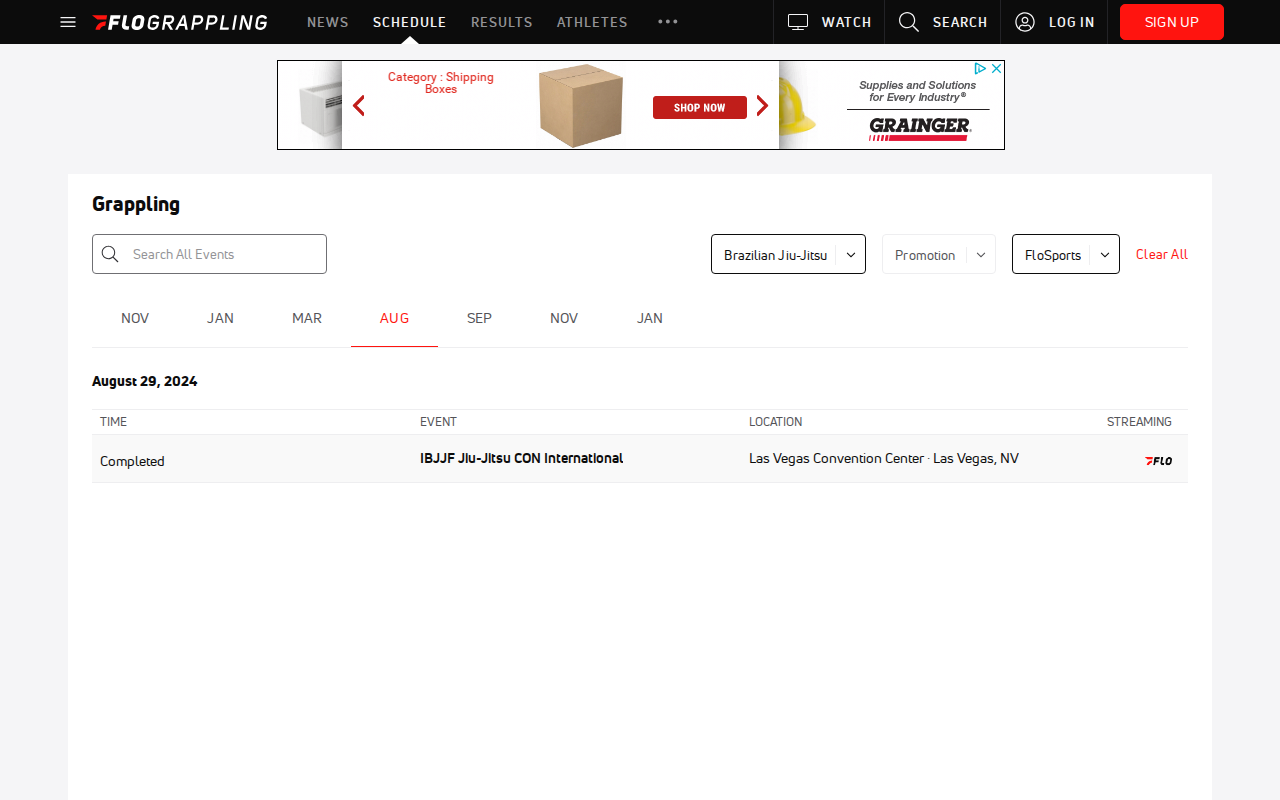 FLOGRAPPLING
NEWS
SCHEDULE
RESULTS
ATHLETES
WATCH
SEARCH
LOG IN
SIGN UP
Category : Shipping
Boxes
SHOP NOW
Supplies and Solutions
for Every Industry®
GRAINGER
Grappling
Search All Events
Brazilian Jiu-Jitsu
Promotion
FloSports
Clear All
NOV
JAN
MAR
AUG
SEP
NOV
JAN
August 29, 2024
TIME
EVENT
LOCATION
STREAMING
Completed
IBJJF Jiu-Jitsu CON International
Las Vegas Convention Center · Las Vegas, NV
FLO